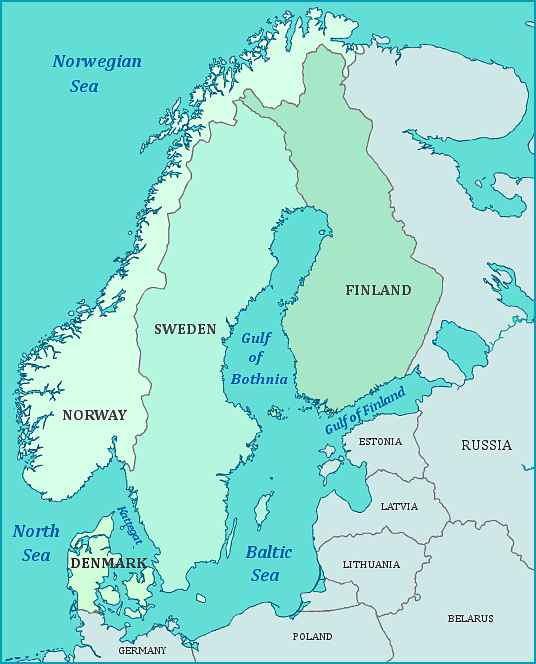 Norwegian
Sea
FINLAND
SWEDEN
Gulf
of
Bothnia
Gulf of Finland
NORWAY
ESTONIA
RUSSIA
LATVIA
Kattegat
North
Sea
Baltic
Sea
DENMARK
LITHUANIA
BELARUS
POLAND
GERMANY